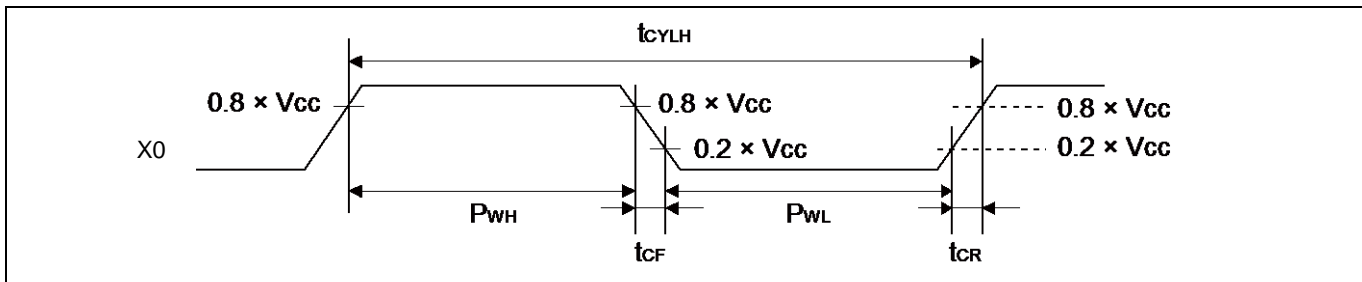 tCYLH
0.8 × VCC
0.8 × VCC
0.8 × VCC
X0
0.2 × VCC
0.2 × VCC
PWH
PWL
tCF
tCR